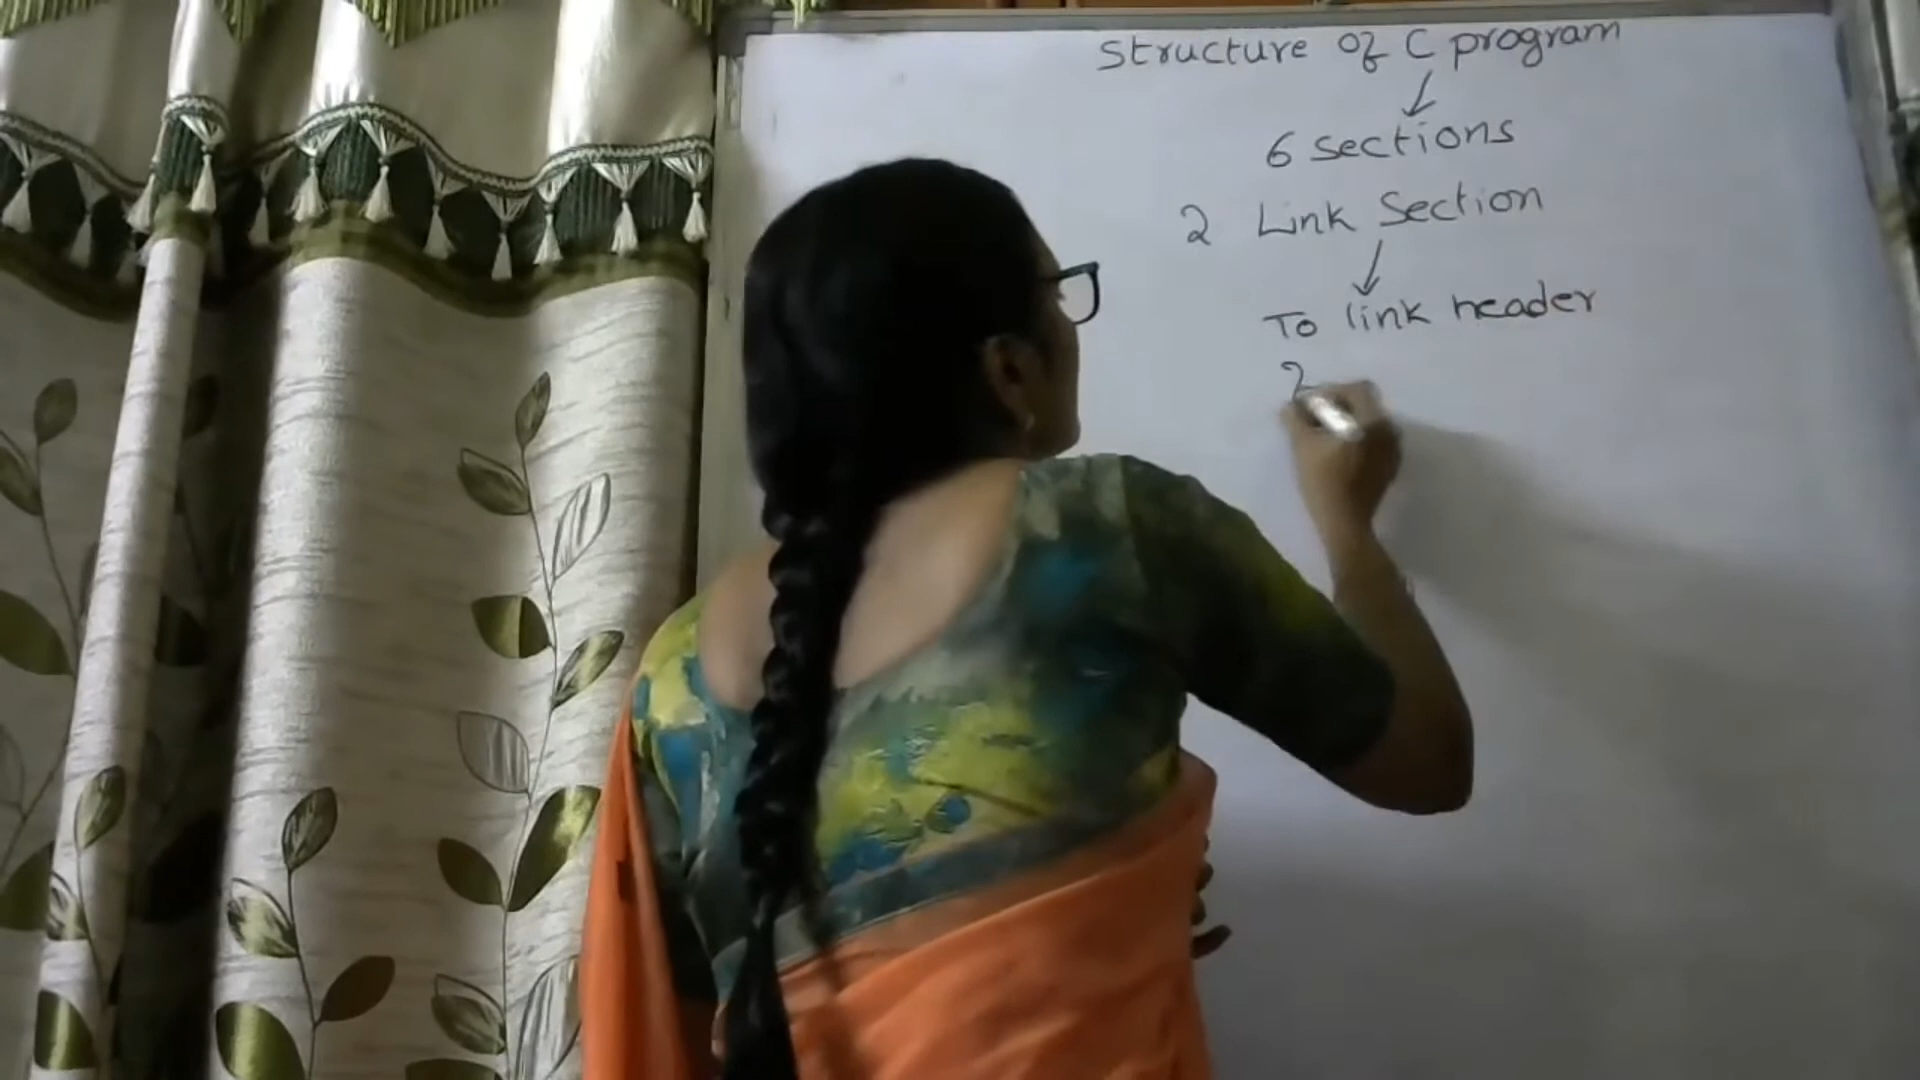 Structure of C program
6 sections
2 Link Section
To link header
2